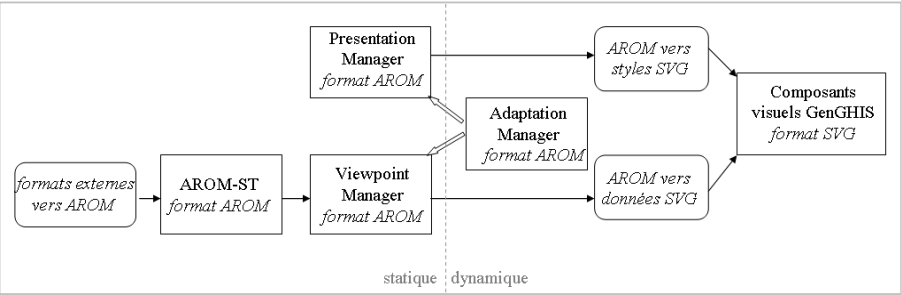 Presentation
Manager
format AROM
AROM vers
styles SVG
Composants
visuels GenGHIS
format SVG
Adaptation
Manager
format AROM
formats externes
vers AROM
AROM-ST
format AROM
Viewpoint
Manager
format AROM
AROM vers
données SVG
statique
dynamique